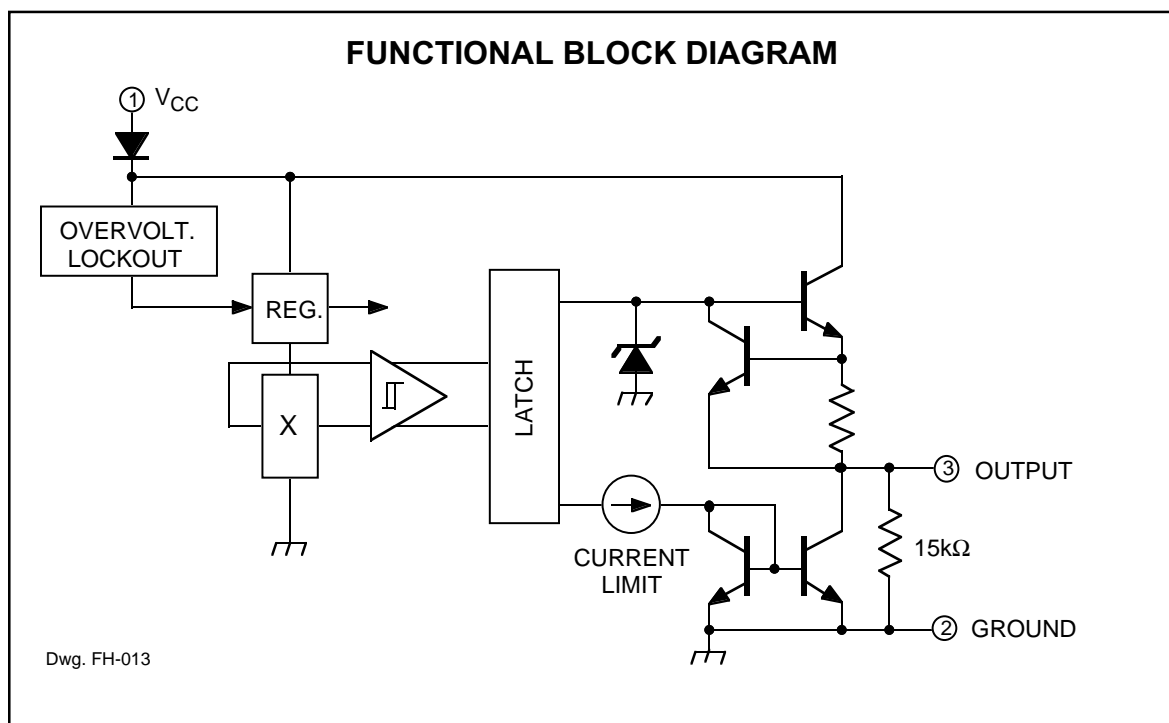 FUNCTIONAL BLOCK DIAGRAM
1 VCC
OVERVOLT.
LOCKOUT
REG.
X
LATCH
3 OUTPUT
15kΩ
CURRENT
LIMIT
2 GROUND
Dwg. FH-013